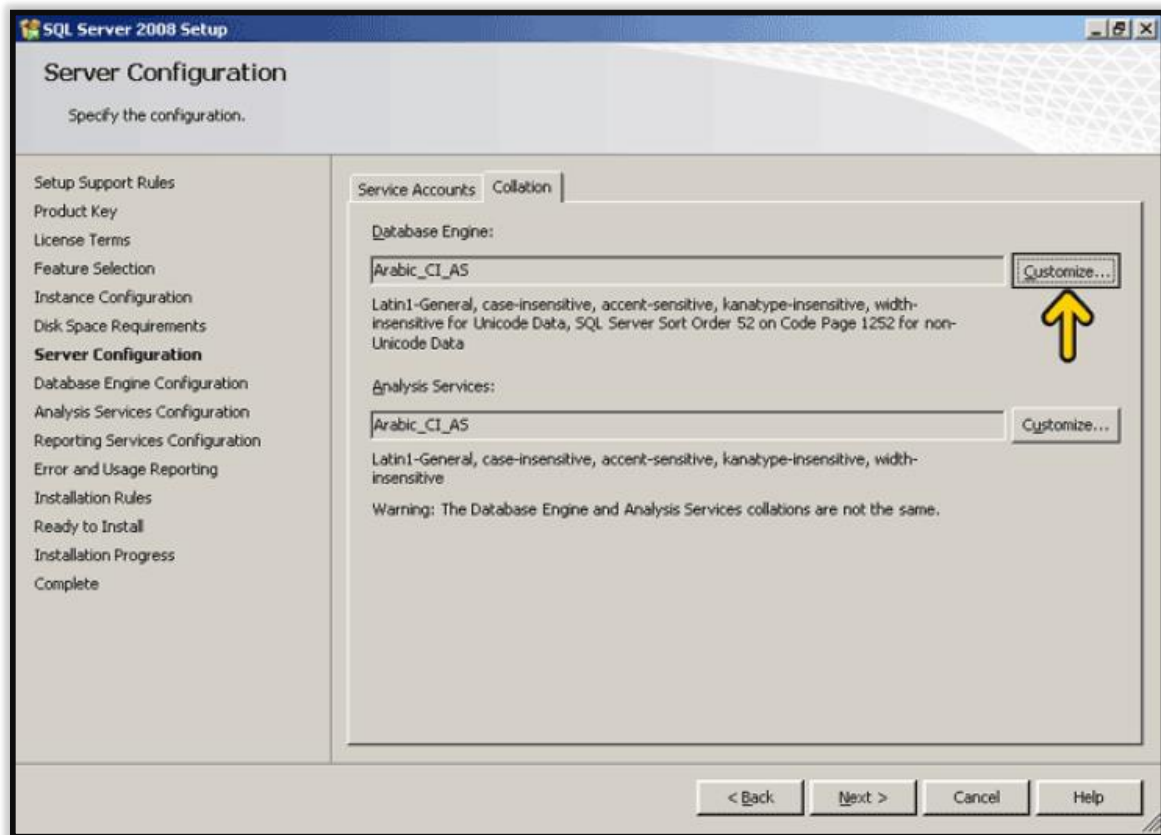 SQL Server 2008 Setup
Server Configuration
Specify the configuration.
Setup Support Rules
Product Key
License Terms
Feature Selection
Instance Configuration
Disk Space Requirements
Server Configuration
Database Engine Configuration
Analysis Services Configuration
Reporting Services Configuration
Error and Usage Reporting
Installation Rules
Ready to Install
Installation Progress
Complete
Service Accounts Collation
Database Engine:
Arabic_CI_AS Customize...
Latin1-General, case-insensitive, accent-sensitive, kanatype-insensitive, width-
insensitive for Unicode Data, SQL Server Sort Order 52 on Code Page 1252 for non-
Unicode Data
Analysis Services:
Arabic_CI_AS Customize...
Latin1-General, case-insensitive, accent-sensitive, kanatype-insensitive, width-
insensitive
Warning: The Database Engine and Analysis Services collations are not the same.
< Back Next > Cancel Help